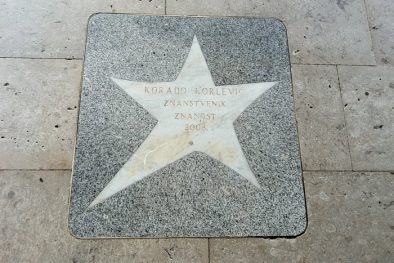 KORADO KORLEVIĆ
ZNANSTVENIK
ZNANOST
2008.